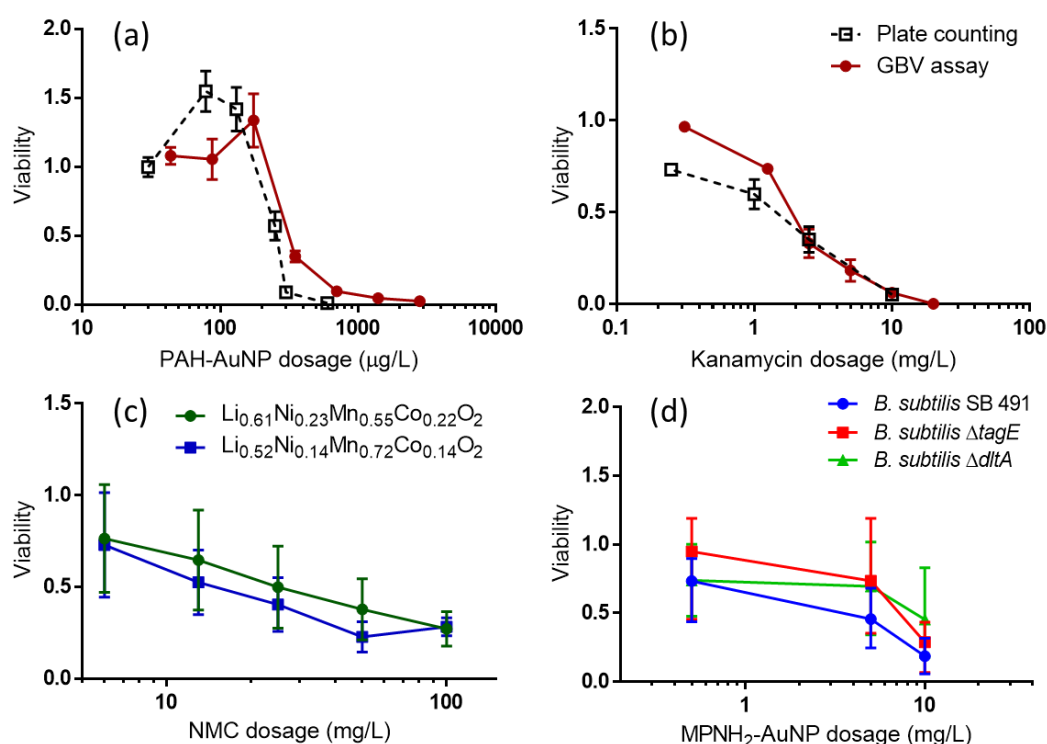 (a)
2.0
1.5
1.0
0.5
0.0
Viability
10
100
1000
10000
PAH-AuNP dosage (μg/L)
(b)
Plate counting
GBV assay
1.5
1.0
0.5
0.0
Viability
0.1
1
10
100
Kanamycin dosage (mg/L)
(c)
Li0.61Ni0.23Mn0.55Co0.22O2
Li0.52Ni0.14Mn0.72Co0.14O2
1.5
1.0
0.5
0.0
Viability
10
100
NMC dosage (mg/L)
(d)
B. subtilis SB 491
B. subtilis ΔtagE
B. subtilis ΔdltA
2.0
1.5
1.0
0.5
0.0
Viability
1
10
MPNH2-AuNP dosage (mg/L)